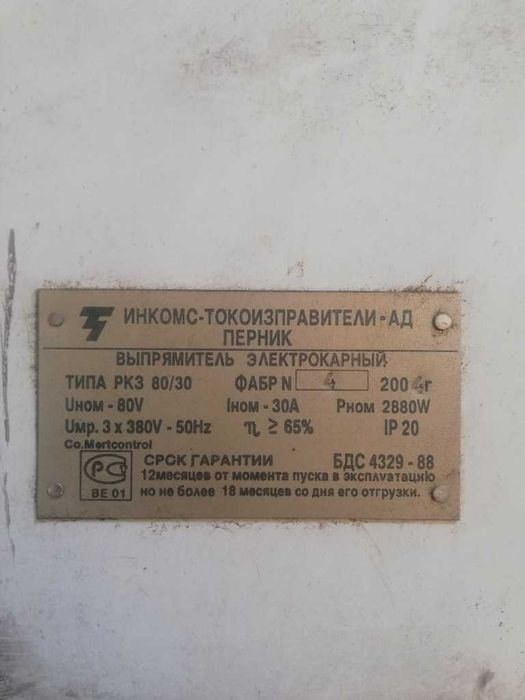 ИНКОМС-ТОКОИЗПРАВИТЕЛИ-АД
ПЕРНИК
ВЫПРЯМИТЕЛЬ ЭЛЕКТРОКАРНЫЙ
ТИПА РКЗ 80/30 ФАБР N 4 2004г
Uном - 80V Iном - 30A Pном 2880W
Uмр. 3 x 380V - 50Hz η ≥ 65% IP 20
Co.Mertcontrol
РС СРОК ГАРАНТИИ БДС 4329 - 88
12месяцев от момента пуска в эксплуатацию
BE 01 но не более 18 месяцев со дня его отгрузки.